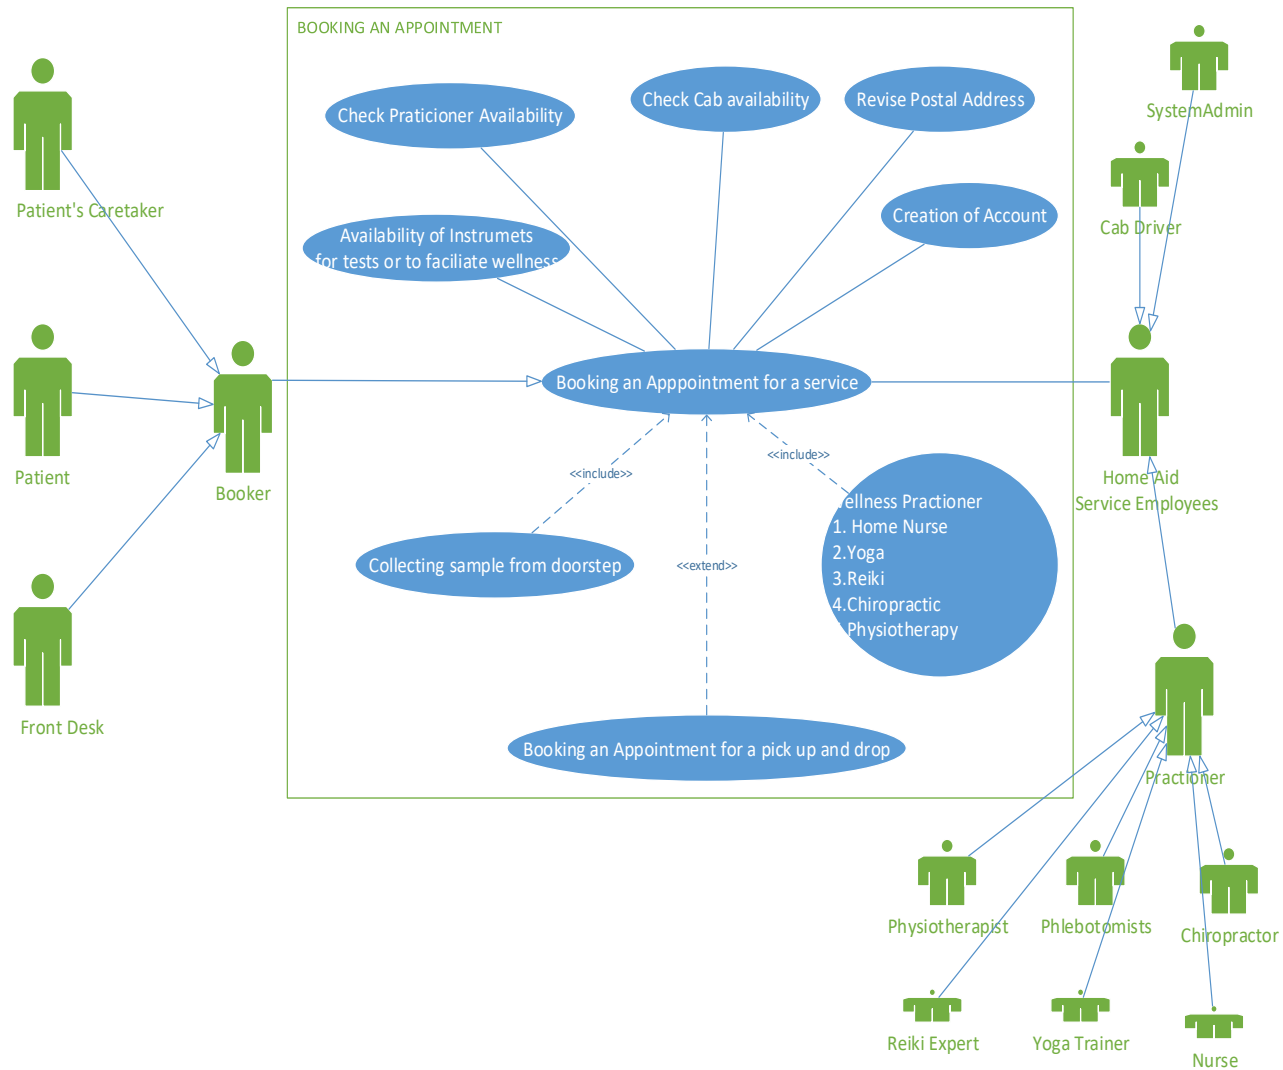 BOOKING AN APPOINTMENT
Check Praticioner Availability
Check Cab availability
Revise Postal Address
SystemAdmin
Patient's Caretaker
Availability of Instrumets
for tests or to faciliate wellness
Creation of Account
Cab Driver
Booking an Apppointment for a service
Patient
Booker
Home Aid
Service Employees
<<include>>
<<include>>
Collecting sample from doorstep
<<extend>>
ellness Practioner
1. Home Nurse
2.Yoga
3.Reiki
4.Chiropractic
.Physiotherapy
Front Desk
Booking an Appointment for a pick up and drop
Practioner
Physiotherapist
Phlebotomists
Chiropractor
Reiki Expert
Yoga Trainer
Nurse